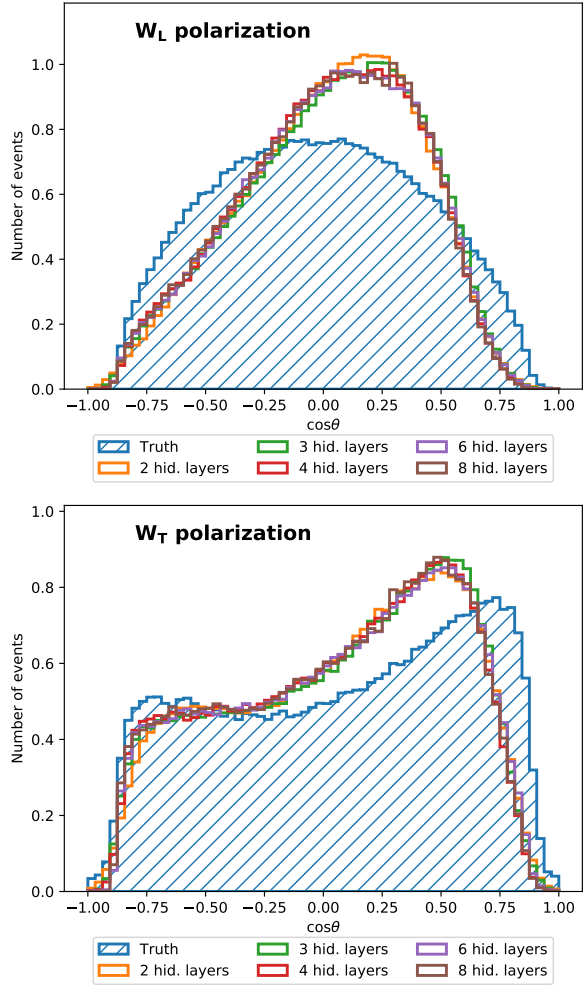 W_L polarization
Number of events
1.0
0.8
0.6
0.4
0.2
0.0
−1.00 −0.75 −0.50 −0.25 0.00 0.25 0.50 0.75 1.00
cosθ
Truth 3 hid. layers 6 hid. layers
2 hid. layers 4 hid. layers 8 hid. layers
W_T polarization
Number of events
1.0
0.8
0.6
0.4
0.2
0.0
−1.00 −0.75 −0.50 −0.25 0.00 0.25 0.50 0.75 1.00
cosθ
Truth 3 hid. layers 6 hid. layers
2 hid. layers 4 hid. layers 8 hid. layers